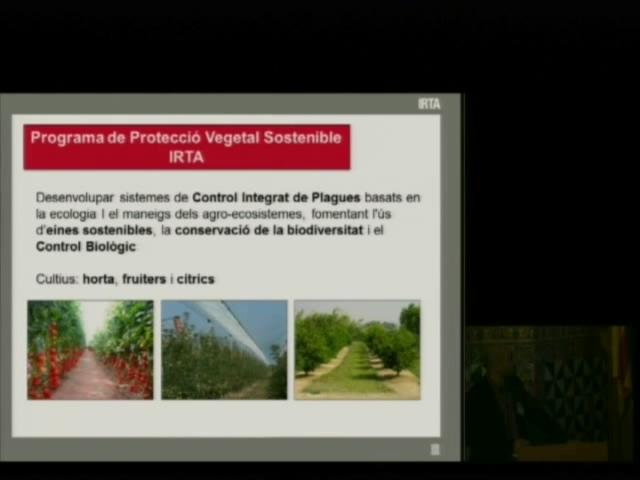 IRTA
Programa de Protecció Vegetal Sostenible
IRTA
Desenvolupar sistemes de Control Integrat de Plagues basats en
la ecologia I el maneigs dels agro-ecosistemes, fomentant l'ús
d'eines sostenibles, la conservació de la biodiversitat i el
Control Biològic
Cultius: horta, fruiters i cítrics